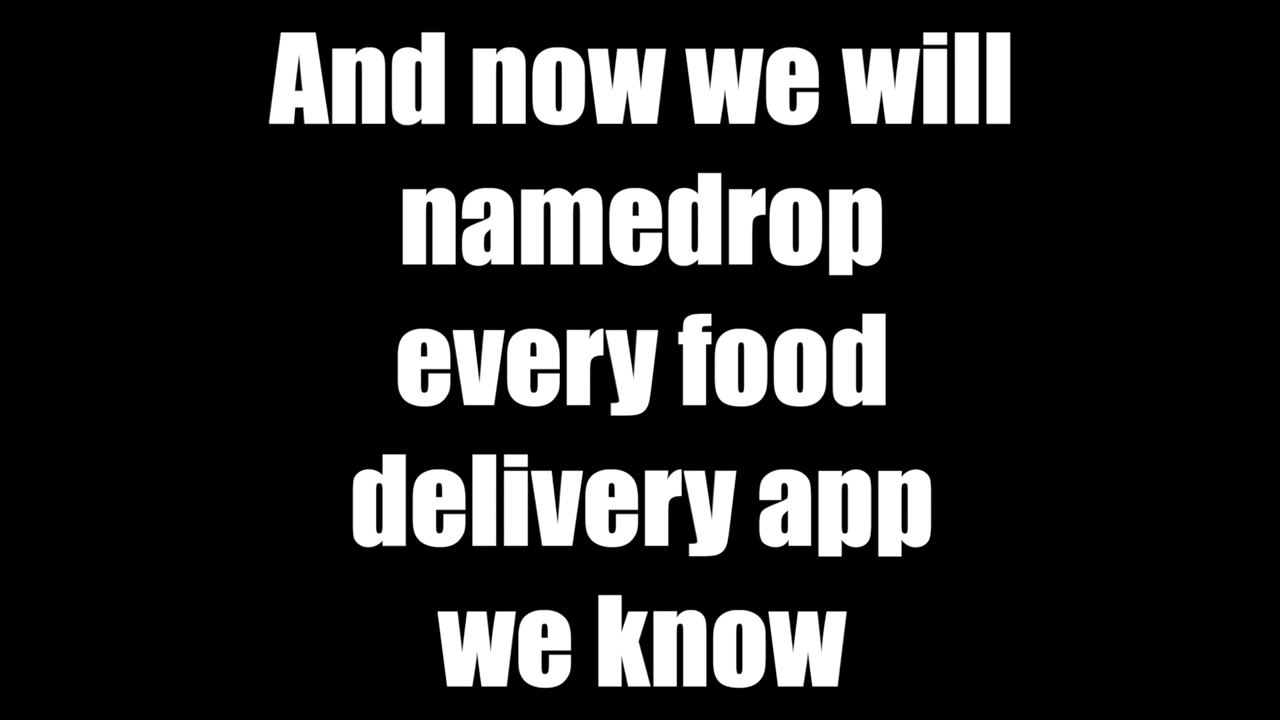 And now we will
namedrop
every food
delivery app
we know